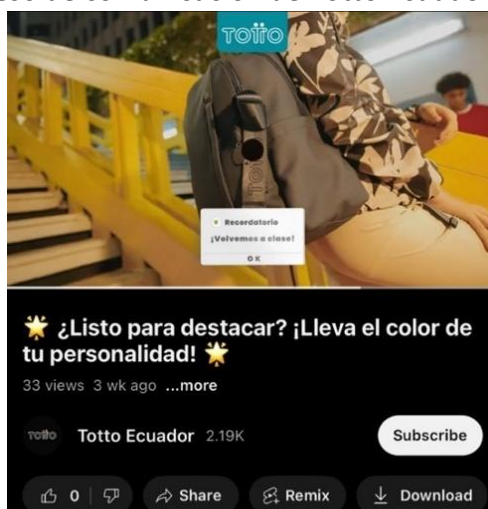 TOTTO
TOTTO
Recordatorio
¡Volvemos a clase!
OK
🌟 ¿Listo para destacar? ¡Lleva el color de
tu personalidad! 🌟
33 views 3 wk ago ...more
TOTTO Totto Ecuador 2.19K Subscribe
0 Share Remix Download